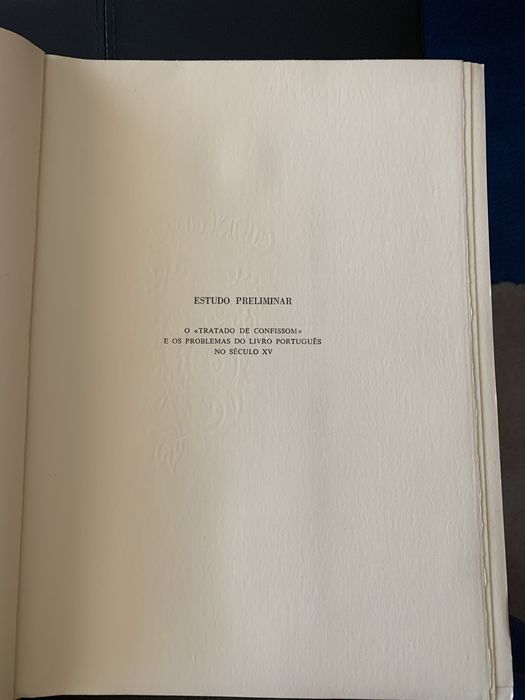 ESTUDO PRELIMINAR
O «TRATADO DE CONFISSOM»
E OS PROBLEMAS DO LIVRO PORTUGUÊS
NO SÉCULO XV